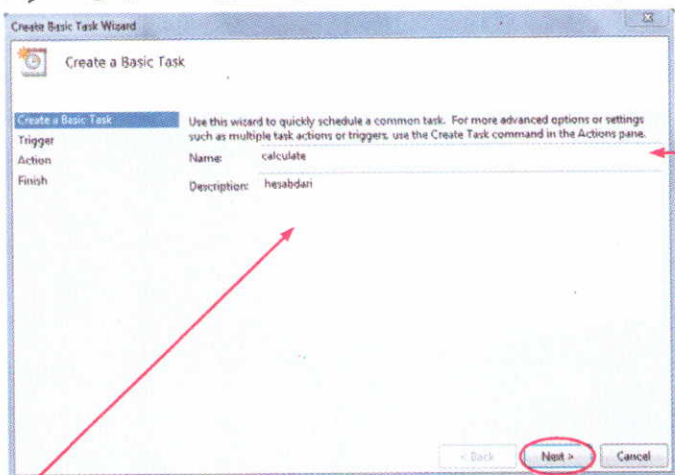 Create Basic Task Wizard
Create a Basic Task
Create a Basic Task
Use this wizard to quickly schedule a common task. For more advanced options or settings
such as multiple task actions or triggers, use the Create Task command in the Actions pane.
Trigger
Action
Finish
Name: calculate
Description: hesabdari
< Back
Next >
Cancel